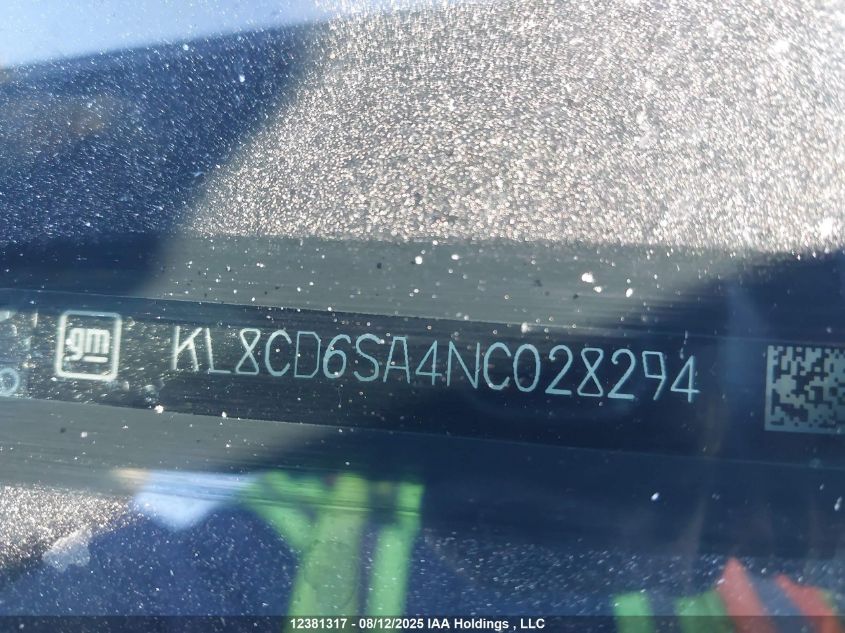 gm KL8CD6SA4NC028294
12381317 - 08/12/2025 IAA Holdings , LLC